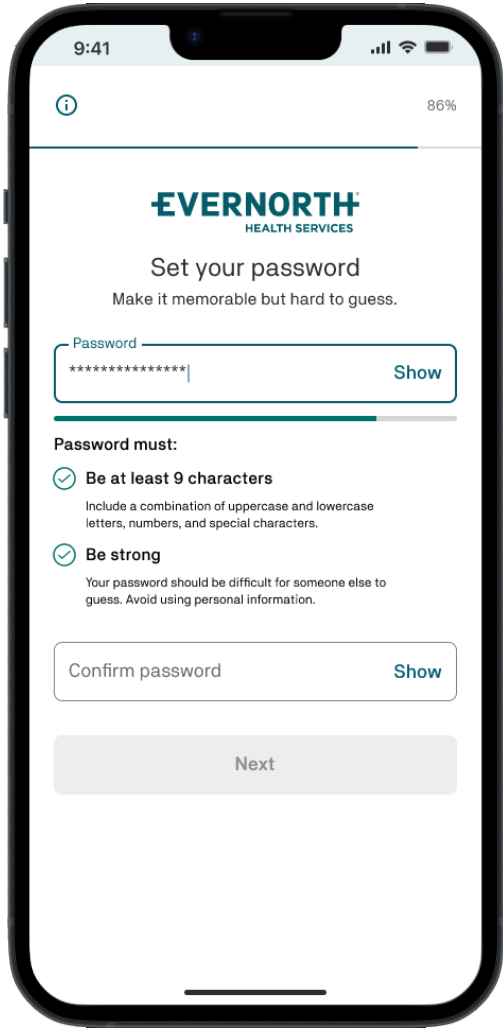 9:41
86%
EVERNORTH
HEALTH SERVICES
Set your password
Make it memorable but hard to guess.
Password
***************
Show
Password must:
Be at least 9 characters
Include a combination of uppercase and lowercase
letters, numbers, and special characters.
Be strong
Your password should be difficult for someone else to
guess. Avoid using personal information.
Confirm password
Show
Next